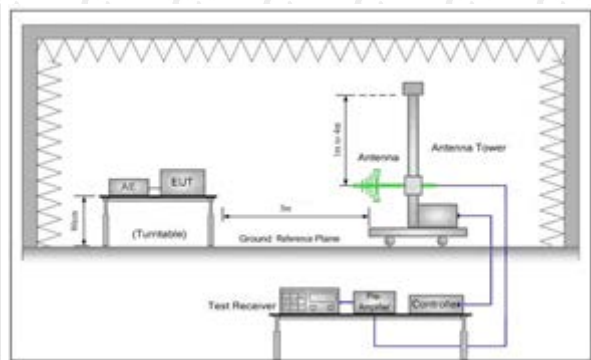 1m to 4m
Antenna
Antenna Tower
AE
EUT
80cm
3m
(Turntable)
Ground Reference Plane
Test Receiver
Pre-
Amplifier
Controller